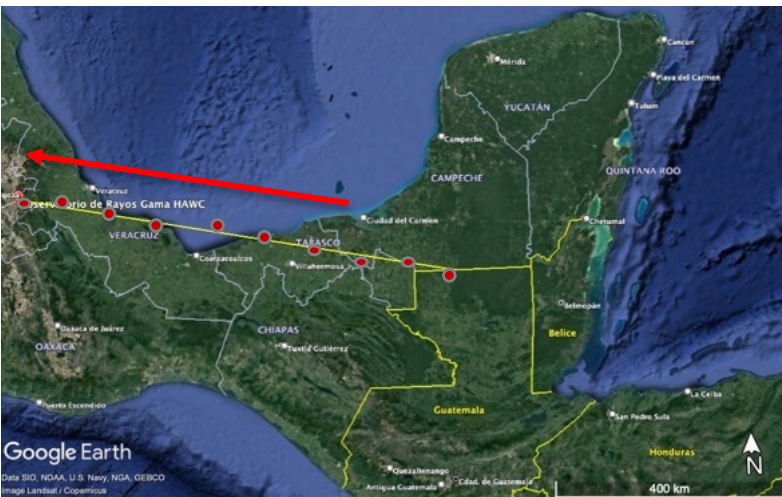 Cancún
Mérida
Playa del Carmen
YUCATÁN
Tulum
Campeche
QUINTANA ROO
CAMPECHE
Veracruz
Observatorio de Rayos Gama HAWC
Ciudad del Carmen
Chetumal
VERACRUZ
TABASCO
Coatzacoalcos
Villahermosa
Belmopán
Oaxaca de Juárez
CHIAPAS
Belice
OAXACA
Tuxtla Gutiérrez
La Ceiba
Puerto Escondido
Guatemala
San Pedro Sula
Google Earth
Honduras
N
Quezaltenango
Data SIO, NOAA, U.S. Navy, NGA, GEBCO
Cdad. de Guatemala
Antigua Guatemala
400 km
Image Landsat / Copernicus